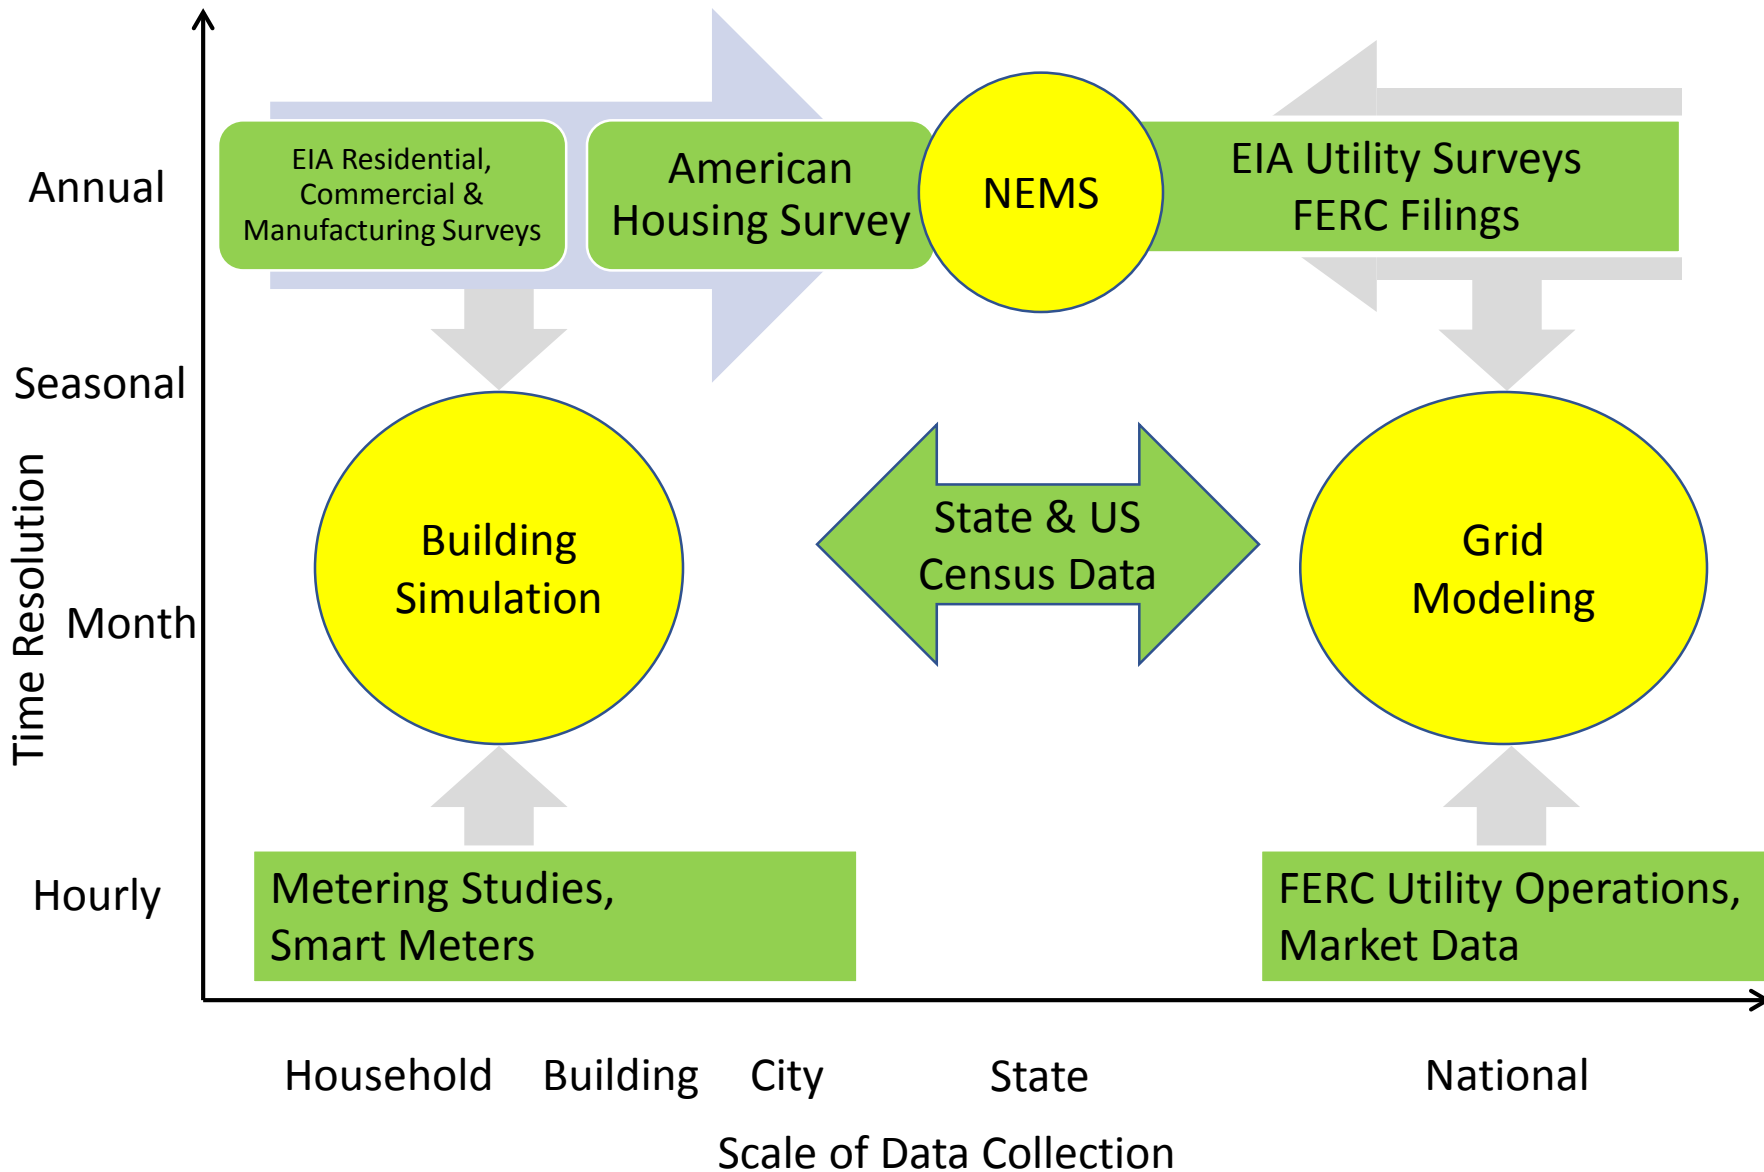 Annual
EIA Residential,
Commercial &
Manufacturing Surveys
American
Housing Survey
NEMS
EIA Utility Surveys
FERC Filings
Seasonal
Time Resolution
Month
Building
Simulation
State & US
Census Data
Grid
Modeling
Hourly
Metering Studies,
Smart Meters
FERC Utility Operations,
Market Data
Household Building City State National
Scale of Data Collection